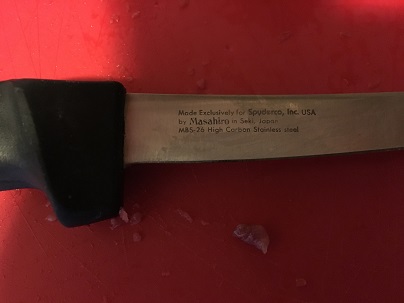 Made Exclusively for Spyderco, Inc. USA
by Masahiro in Seki, Japan
MBS-26 High Carbon Stainless steel